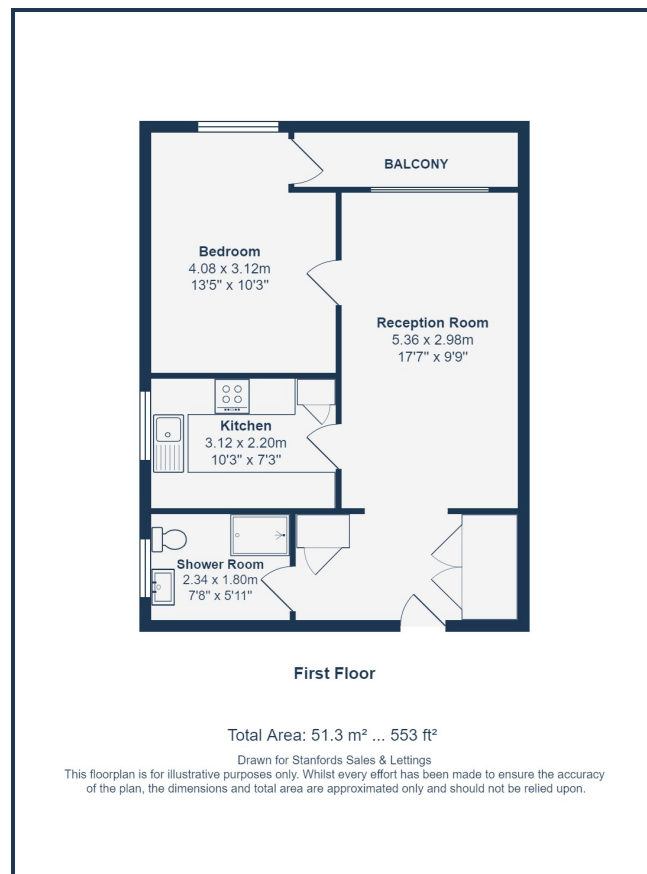 BALCONY
Bedroom
4.08 x 3.12m
13'5" x 10'3"
Reception Room
5.36 x 2.98m
17'7" x 9'9"
Kitchen
3.12 x 2.20m
10'3" x 7'3"
Shower Room
2.34 x 1.80m
7'8" x 5'11"
First Floor
Total Area: 51.3 m² ... 553 ft²
Drawn for Stanfords Sales & Lettings
This floorplan is for illustrative purposes only. Whilst every effort has been made to ensure the accuracy
of the plan, the dimensions and total area are approximated only and should not be relied upon.